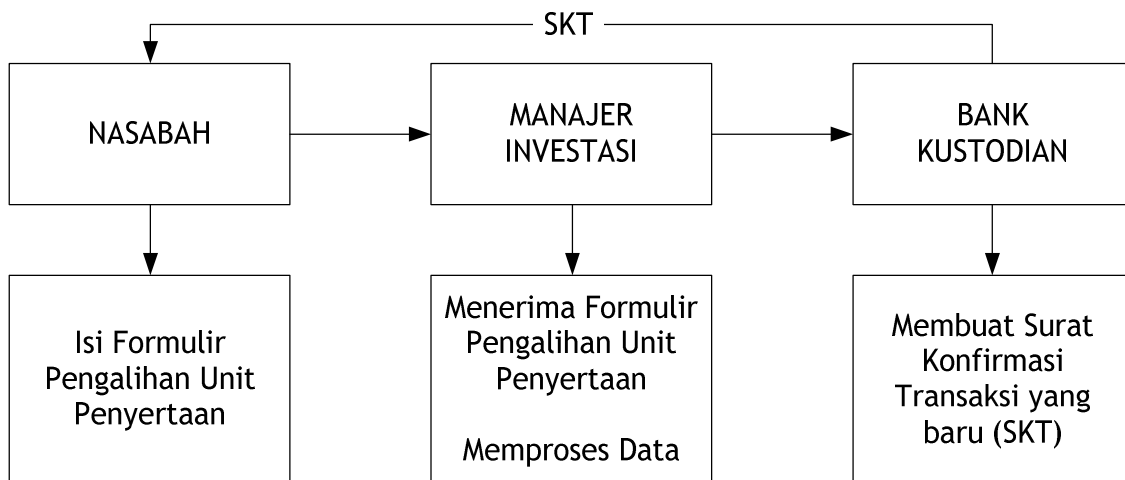 SKT
NASABAH
MANAJER
INVESTASI
BANK
KUSTODIAN
Isi Formulir
Pengalihan Unit
Penyertaan
Menerima Formulir
Pengalihan Unit
Penyertaan
Memproses Data
Membuat Surat
Konfirmasi
Transaksi yang
baru (SKT)